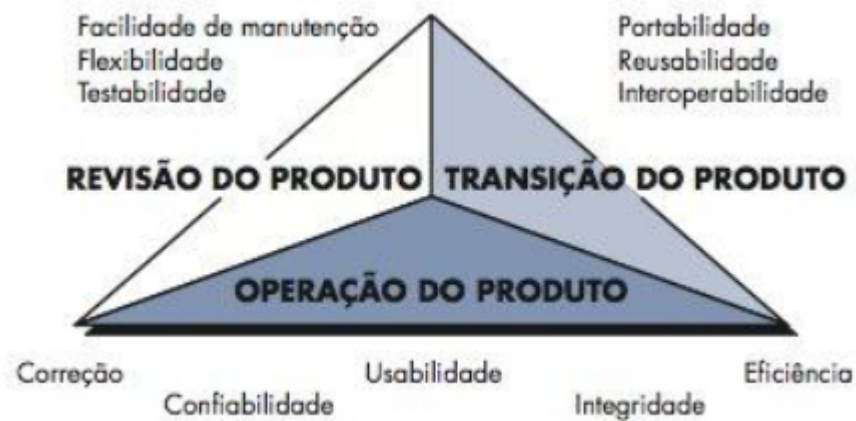 Facilidade de manutenção
Flexibilidade
Testabilidade
Portabilidade
Reusabilidade
Interoperabilidade
REVISÃO DO PRODUTO
TRANSIÇÃO DO PRODUTO
OPERAÇÃO DO PRODUTO
Correção
Confiabilidade
Usabilidade
Integridade
Eficiência